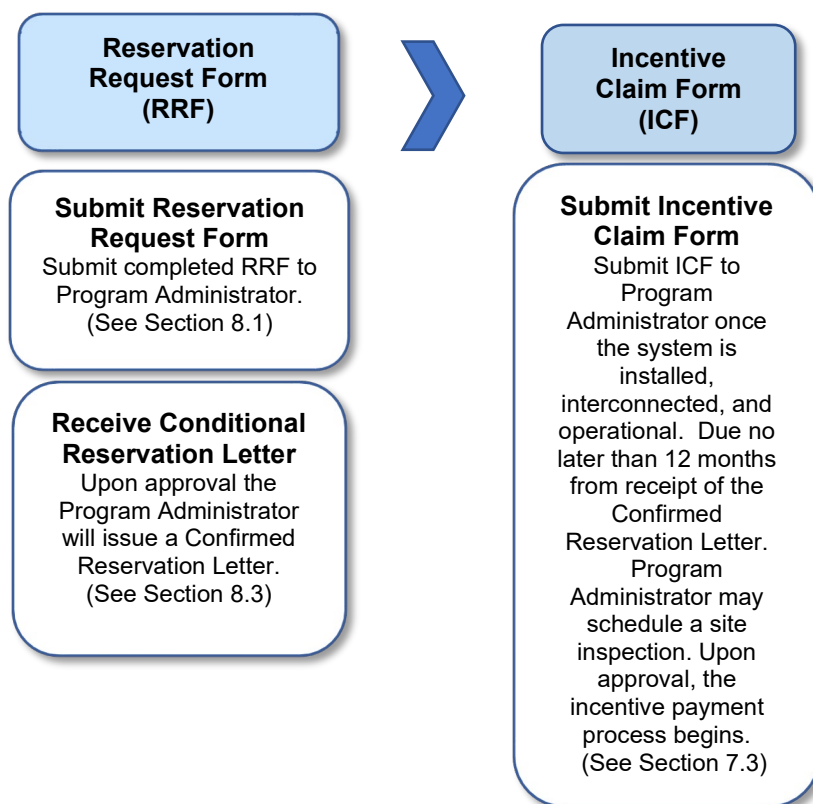 Reservation
Request Form
(RRF)
Submit Reservation
Request Form
Submit completed RRF to
Program Administrator.
(See Section 8.1)
Receive Conditional
Reservation Letter
Upon approval the
Program Administrator
will issue a Confirmed
Reservation Letter.
(See Section 8.3)
Incentive
Claim Form
(ICF)
Submit Incentive
Claim Form
Submit ICF to
Program
Administrator once
the system is
installed,
interconnected, and
operational.  Due no
later than 12 months
from receipt of the
Confirmed
Reservation Letter.
Program
Administrator may
schedule a site
inspection. Upon
approval, the
incentive payment
process begins.
(See Section 7.3)